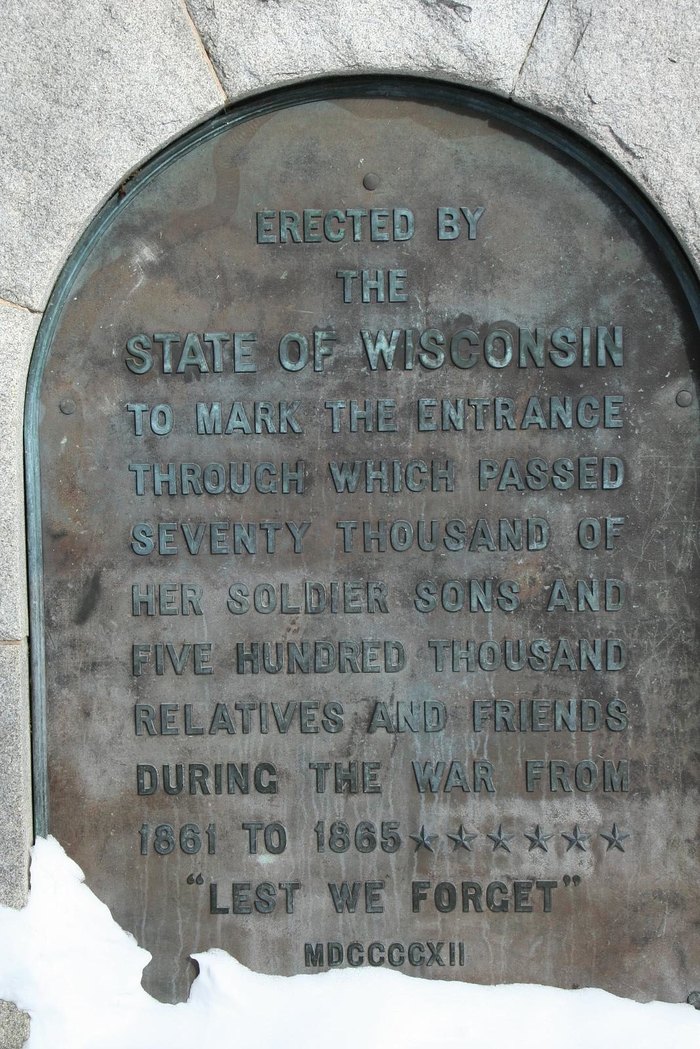 ERECTED BY
THE
STATE OF WISCONSIN
TO MARK THE ENTRANCE
THROUGH WHICH PASSED
SEVENTY THOUSAND OF
HER SOLDIER SONS AND
FIVE HUNDRED THOUSAND
RELATIVES AND FRIENDS
DURING THE WAR FROM
1861 TO 1865★★★★★★
“LEST WE FORGET”
MDCCCCXII